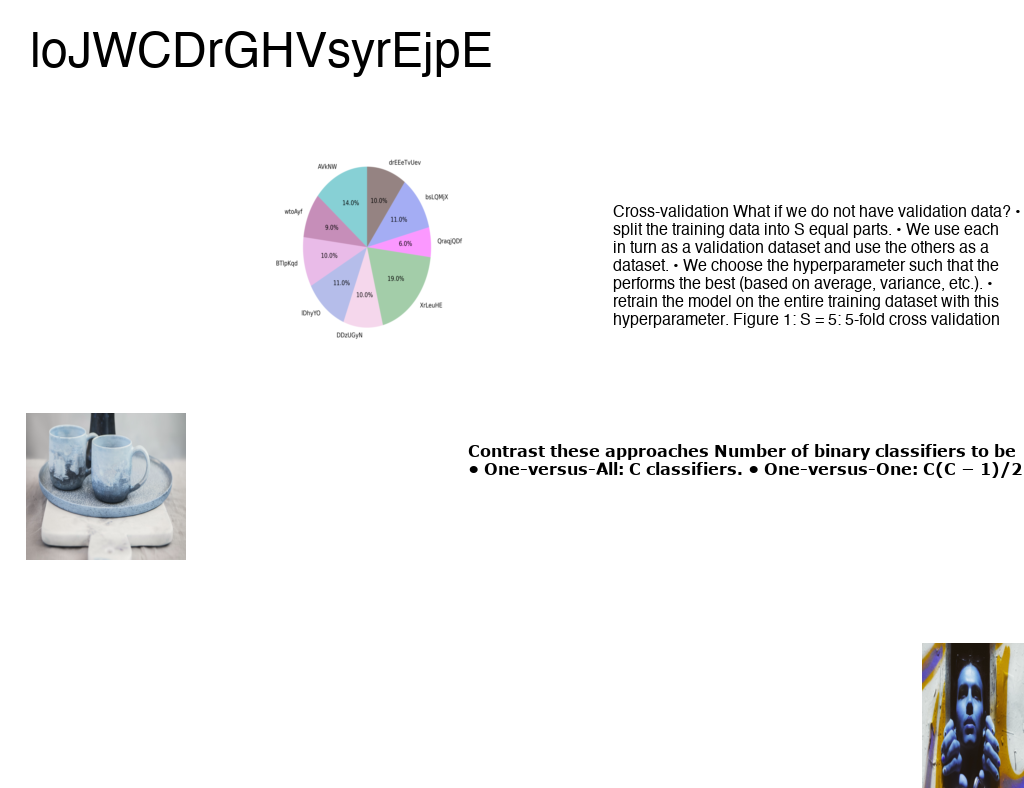 loJWCDrGHVsyrEjpE
drEEeTvUev
AVkNW
bsLQMjX
10.0%
14.0%
wtoAyf
11.0%
9.0%
QraqjQDf
6.0%
10.0%
BTlpKqd
19.0%
11.0%
10.0%
XrLeuHE
lDhyYO
DDzUGyN
Cross-validation What if we do not have validation data? •
split the training data into S equal parts. • We use each
in turn as a validation dataset and use the others as a
dataset. • We choose the hyperparameter such that the
performs the best (based on average, variance, etc.). •
retrain the model on the entire training dataset with this
hyperparameter. Figure 1: S = 5: 5-fold cross validation
Contrast these approaches Number of binary classifiers to be
• One-versus-All: C classifiers. • One-versus-One: C(C − 1)/2